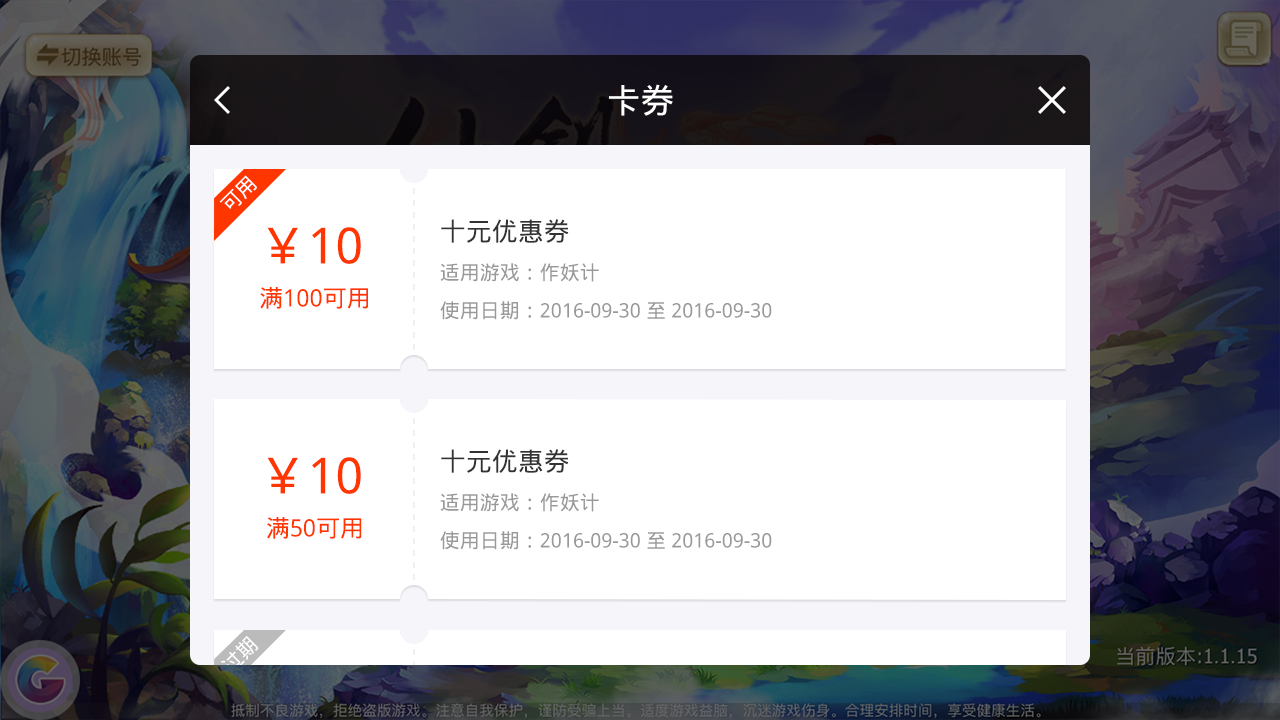 切换账号
卡券
可用
¥ 10
满100可用
十元优惠券
适用游戏：作妖计
使用日期：2016-09-30 至 2016-09-30
¥ 10
满50可用
十元优惠券
适用游戏：作妖计
使用日期：2016-09-30 至 2016-09-30
过期
当前版本:1.1.15
抵制不良游戏，拒绝盗版游戏。注意自我保护，谨防受骗上当。适度游戏益脑，沉迷游戏伤身。合理安排时间，享受健康生活。